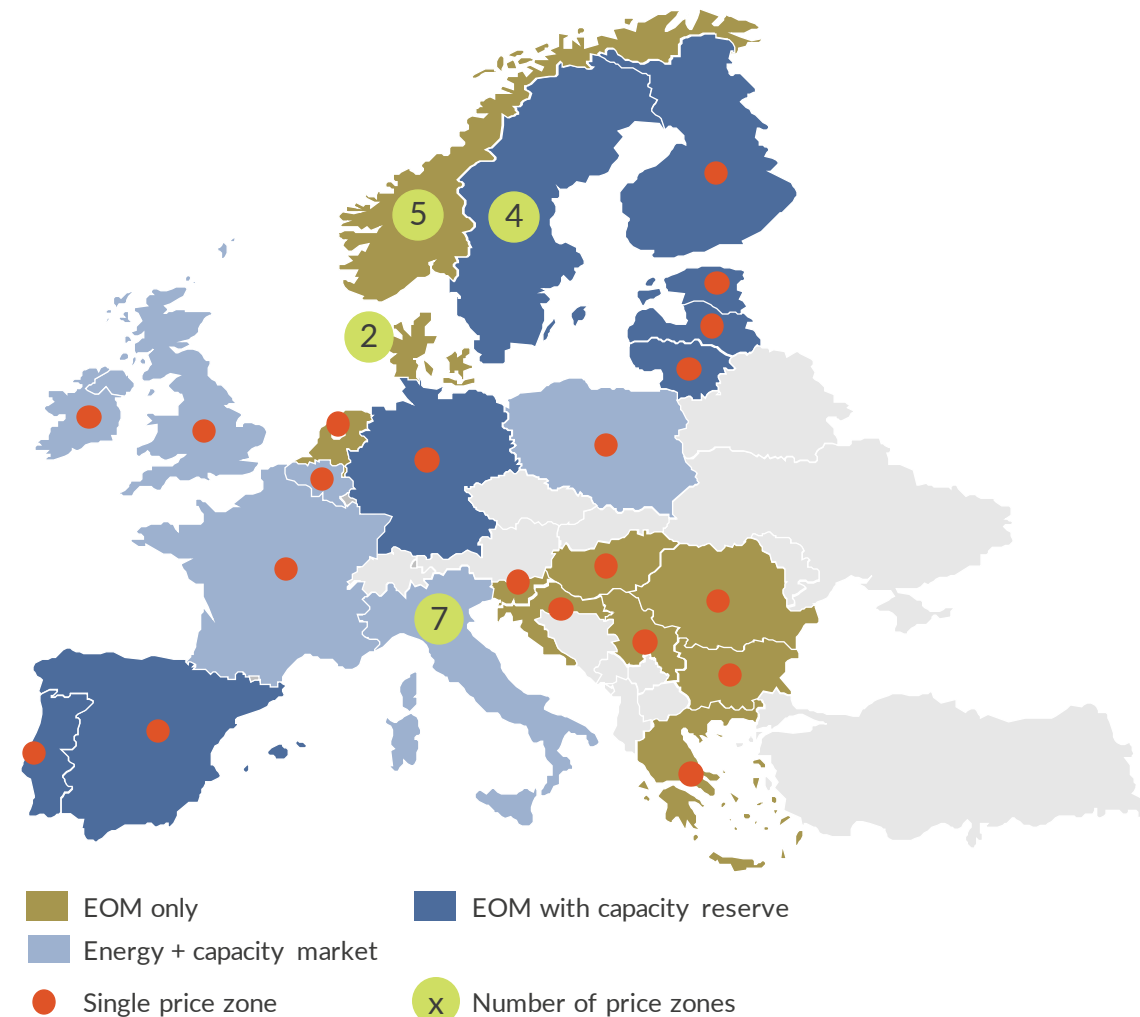 5
4
2
7
EOM only
EOM with capacity reserve
Energy + capacity market
Single price zone
x
Number of price zones